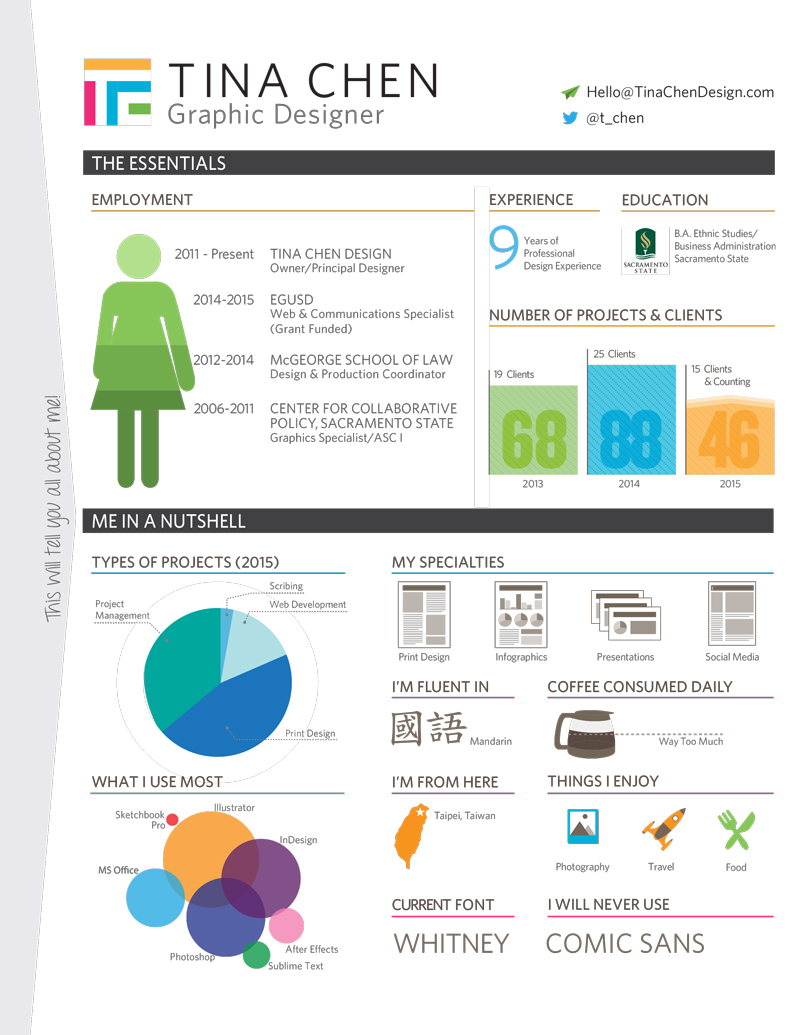 TINA CHEN
Graphic Designer
Hello@TinaChenDesign.com
@t_chen
This will tell you all about me!
THE ESSENTIALS
EMPLOYMENT
2011 - Present TINA CHEN DESIGN
Owner/Principal Designer
2014-2015 EGUSD
Web & Communications Specialist
(Grant Funded)
2012-2014 McGEORGE SCHOOL OF LAW
Design & Production Coordinator
2006-2011 CENTER FOR COLLABORATIVE
POLICY, SACRAMENTO STATE
Graphics Specialist/ASC I
EXPERIENCE
9 Years of
Professional
Design Experience
EDUCATION
SACRAMENTO
STATE
B.A. Ethnic Studies/
Business Administration
Sacramento State
NUMBER OF PROJECTS & CLIENTS
19 Clients
68
2013
25 Clients
88
2014
15 Clients
& Counting
46
2015
ME IN A NUTSHELL
TYPES OF PROJECTS (2015)
Scribing
Web Development
Project
Management
Print Design
WHAT I USE MOST
Illustrator
Sketchbook
Pro
InDesign
MS Office
After Effects
Photoshop
Sublime Text
MY SPECIALTIES
Print Design
Infographics
Presentations
Social Media
I'M FLUENT IN
國語 Mandarin
COFFEE CONSUMED DAILY
Way Too Much
I'M FROM HERE
Taipei, Taiwan
THINGS I ENJOY
Photography
Travel
Food
CURRENT FONT
WHITNEY
I WILL NEVER USE
COMIC SANS